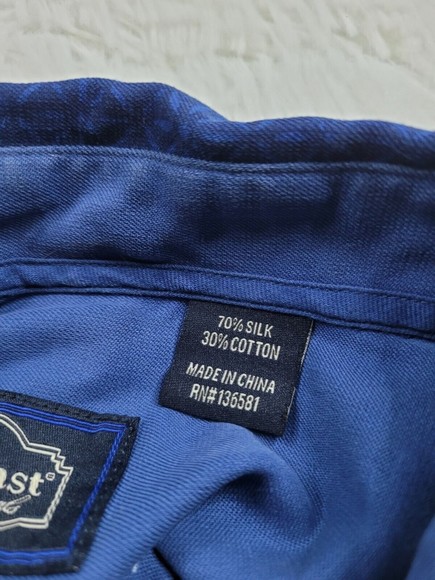 70% SILK
30% COTTON
MADE IN CHINA
RN#136581